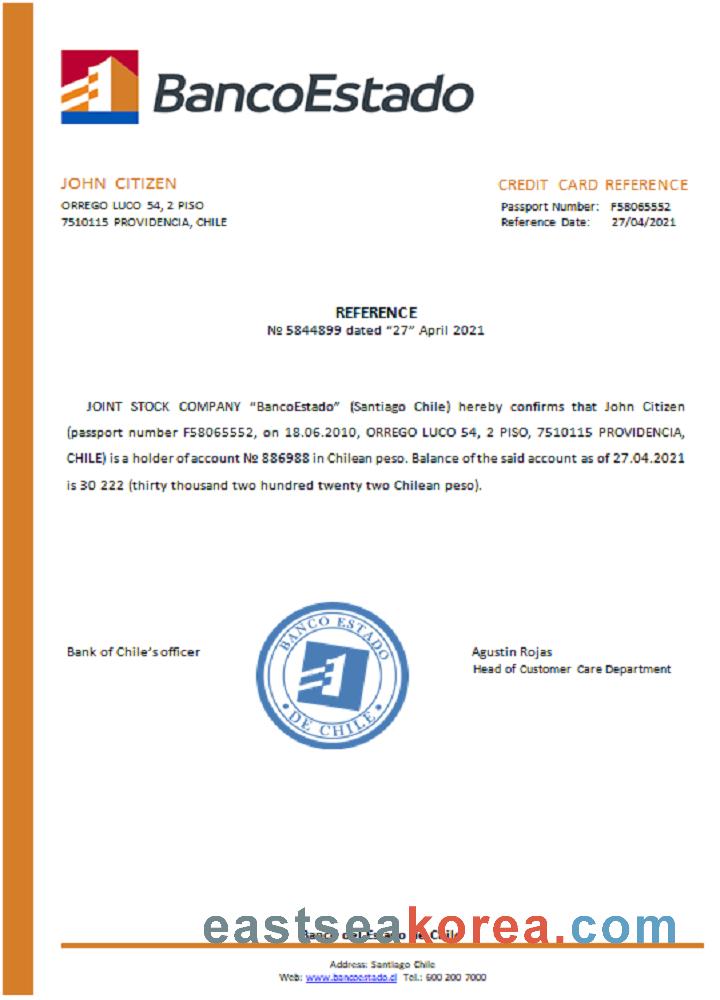 BancoEstado
JOHN CITIZEN
ORREGO LUCO 54, 2 PISO
7510115 PROVIDENCIA, CHILE
CREDIT CARD REFERENCE
Passport Number: F58065552
Reference Date: 27/04/2021
REFERENCE
№ 5844899 dated “27” April 2021
JOINT STOCK COMPANY “BancoEstado” (Santiago Chile) hereby confirms that John Citizen
(passport number F58065552, on 18.06.2010, ORREGO LUCO 54, 2 PISO, 7510115 PROVIDENCIA,
CHILE) is a holder of account № 886988 in Chilean peso. Balance of the said account as of 27.04.2021
is 30 222 (thirty thousand two hundred twenty two Chilean peso).
Bank of Chile’s officer
BANCO ESTADO
DE CHILE
Agustin Rojas
Head of Customer Care Department
eastseakorea.com
Banco del Estado de Chile
Address: Santiago Chile
Web: www.bancoestado.cl Tel.: 600 200 7000